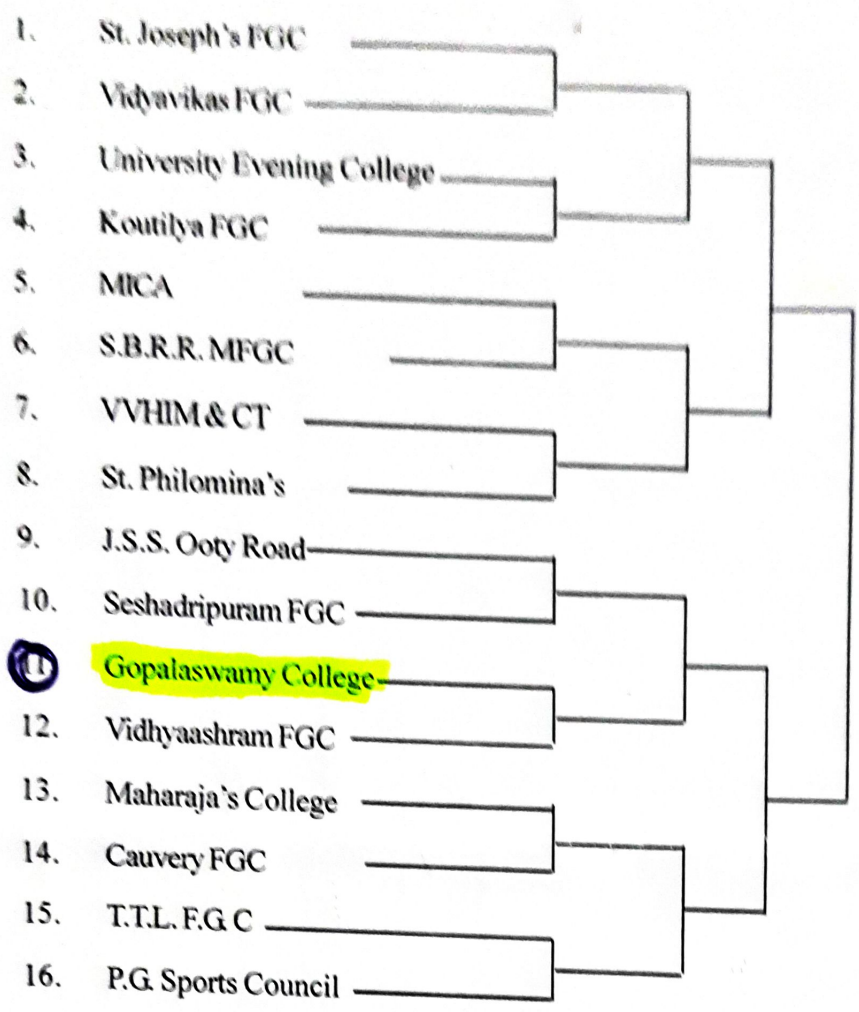 1. St. Joseph's FGC
2. Vidyavikas FGC
3. University Evening College
4. Koutilya FGC
5. MICA
6. S.B.R.R. MFGC
7. VVHIM & CT
8. St. Philomina's
9. J.S.S. Ooty Road
10. Seshadripuram FGC
11. Gopalaswamy College
12. Vidhyaashram FGC
13. Maharaja's College
14. Cauvery FGC
15. T.T.L. F.G C
16. P.G. Sports Council